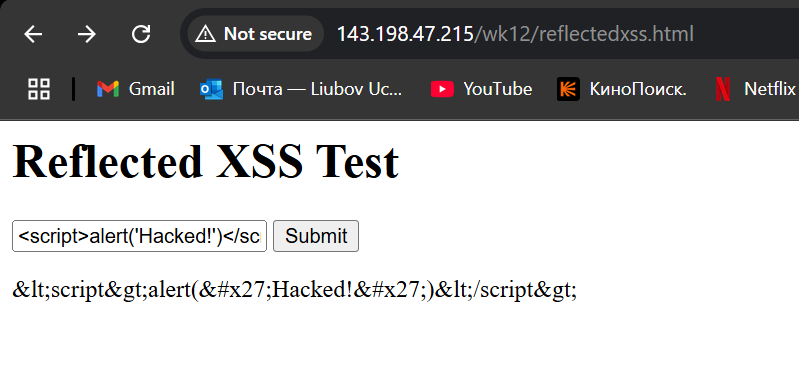 Not secure 143.198.47.215/wk12/reflectedxss.html
Gmail Почта — Liubov Uc... YouTube КиноПоиск. Netflix
Reflected XSS Test
<script>alert('Hacked!')</scr Submit
&lt;script&gt;alert(&#x27;Hacked!&#x27;)&lt;/script&gt;